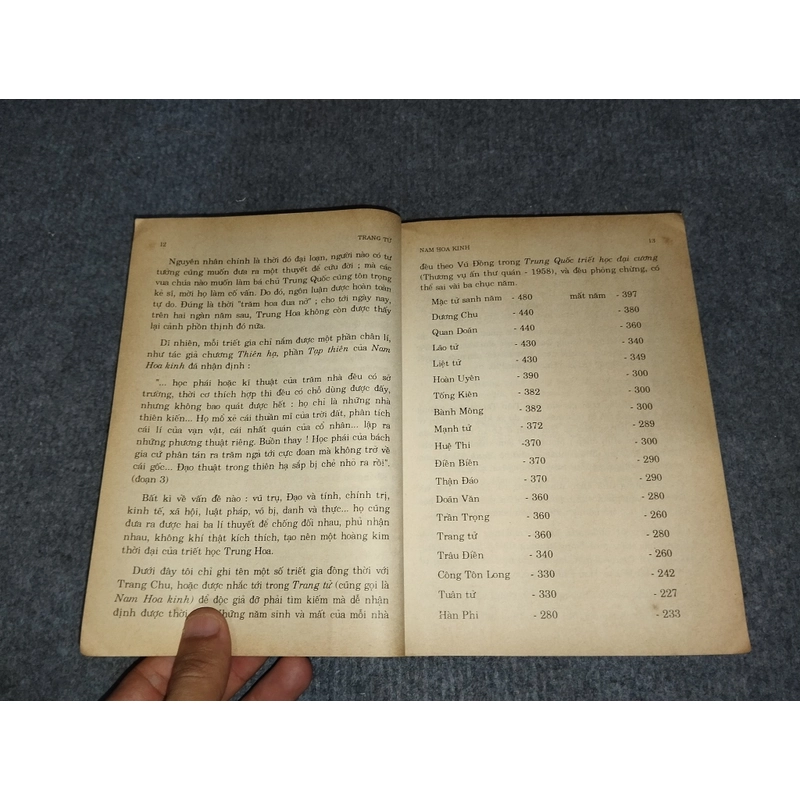 12 TRANG TỬ
Nguyên nhân chính là thời đó đại loạn, người nào có tư
tưởng cũng muốn đưa ra một thuyết để cứu đời ; mà các
vua chúa nào muốn làm bá chủ Trung Quốc cũng tôn trọng
kẻ sĩ, mời họ làm cố vấn. Do đó, ngôn luận được hoàn toàn
tự do. Đúng là thời "trăm hoa đua nở" ; cho tới ngày nay,
trên hai ngàn năm sau, Trung Hoa không còn được thấy
lại cảnh phồn thịnh đó nữa.
Dĩ nhiên, mỗi triết gia chỉ nắm được một phần chân lí,
như tác giả chương Thiên hạ, phần Tạp thiên của Nam
Hoa kinh đã nhận định :
"... học phái hoặc kĩ thuật của trăm nhà đều có sở
trường, thời cơ thích hợp thì đều có chỗ dùng được đấy,
nhưng không bao quát được hết : họ chỉ là những nhà
thiên kiến... Họ mổ xẻ cái thuần mĩ của trời đất, phân tích
cái lí của vạn vật, cái nhất quán của cổ nhân... lập ra
những phương thuật riêng. Buồn thay ! Học phái của bách
gia cứ phân tán ra trăm ngả tới cực đoan mà không trở về
cái gốc... Đạo thuật trong thiên hạ sắp bị chẻ nhỏ ra rồi".
(đoạn 3)
Bất kì về vấn đề nào : vũ trụ, Đạo và tính, chính trị,
kinh tế, xã hội, luật pháp, võ bị, danh và thực... họ cũng
đưa ra được hai ba lí thuyết để chống đối nhau, phủ nhận
nhau, không khí thật kích thích, tạo nên một hoàng kim
thời đại của triết học Trung Hoa.
Dưới đây tôi chỉ ghi tên một số triết gia đồng thời với
Trang Chu, hoặc được nhắc tới trong Trang tử (cũng gọi là
Nam Hoa kinh) để độc giả đỡ phải tìm kiếm mà dễ nhận
định được thời những năm sinh và mất của mỗi nhà
NAM HOA KINH 13
đều theo Vũ Đồng trong Trung Quốc triết học đại cương
(Thương vụ ấn thư quán - 1958), và đều phỏng chừng, có
thể sai vài ba chục năm.
Mặc tử sanh năm - 480 mất năm - 397
Dương Chu - 440 - 380
Quan Doãn - 440 - 360
Lão tử - 430 - 340
Liệt tử - 430 - 349
Hoàn Uyên - 390 - 300
Tống Kiên - 382 - 300
Bành Mông - 382 - 300
Mạnh tử - 372 - 289
Huệ Thi -370 - 300
Điền Biền - 370 - 290
Thận Đáo - 370 - 290
Doãn Văn - 360 - 280
Trần Trọng - 360 - 260
Trang tử - 360 - 280
Trâu Diễn - 340 - 260
Công Tôn Long - 330 - 242
Tuân tử - 330 - 227
Hàn Phi - 280 - 233